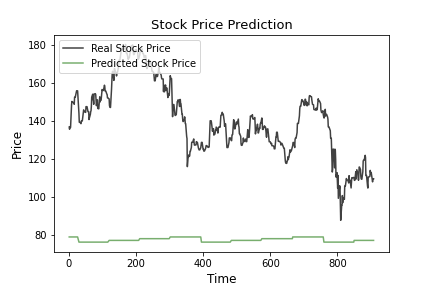 Stock Price Prediction
Real Stock Price
Predicted Stock Price
Price
180
160
140
120
100
80
0 200 400 600 800
Time